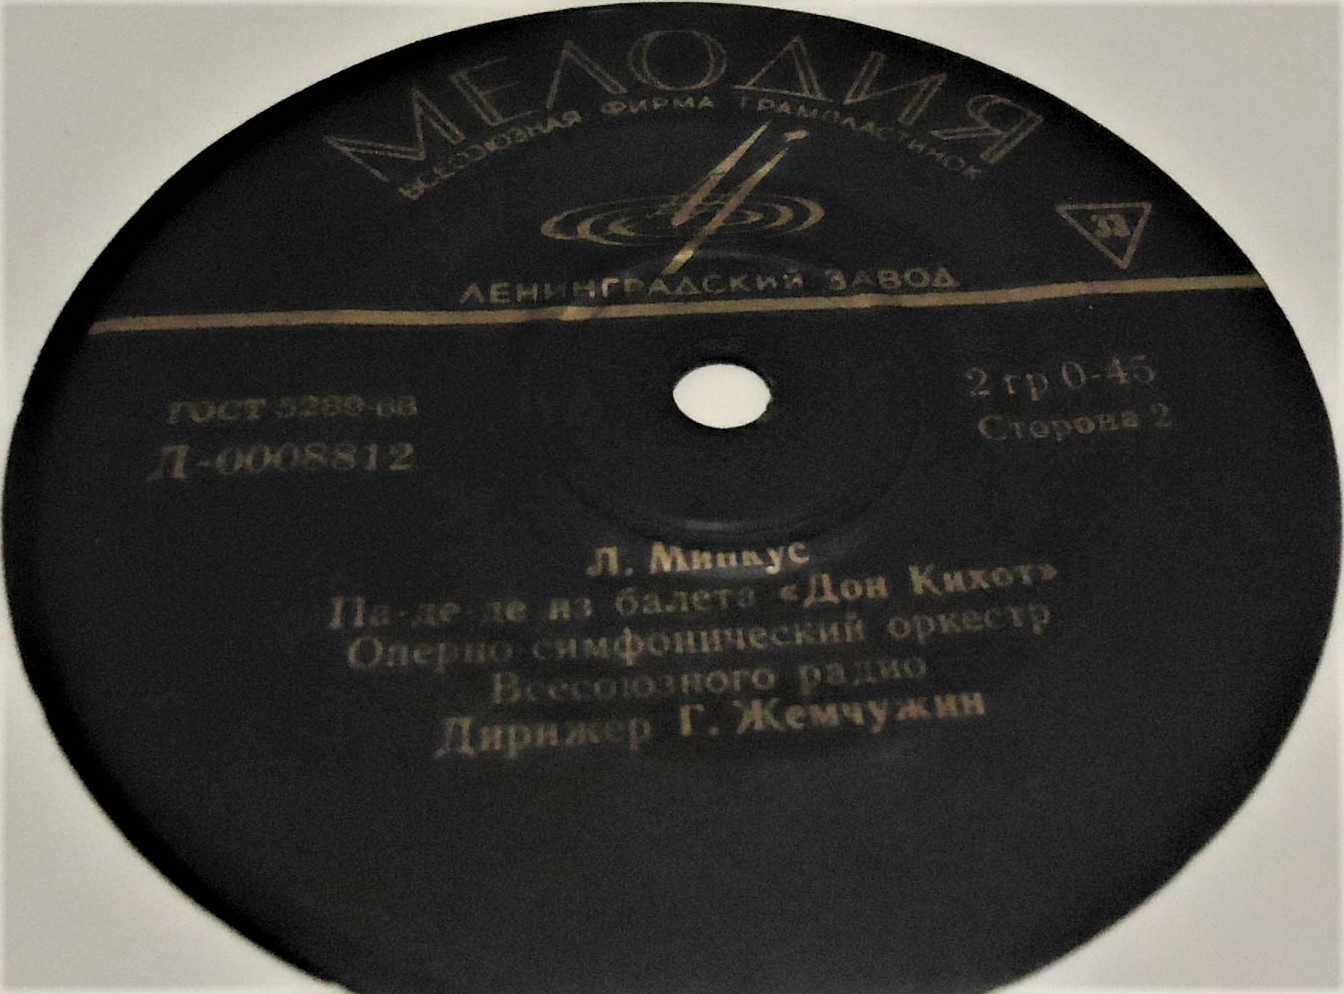 МЕЛОДИЯ
ВСЕСОЮЗНАЯ ФИРМА ГРАМПЛАСТИНОК
33
ЛЕНИНГРАДСКИЙ ЗАВОД
ГОСТ 5289-68
Д-0008812
2 гр. 0-45
Сторона 2
Л. Минкус
Па-де-де из балета «Дон Кихот»
Оперно-симфонический оркестр
Всесоюзного радио
Дирижер Г. Жемчужин